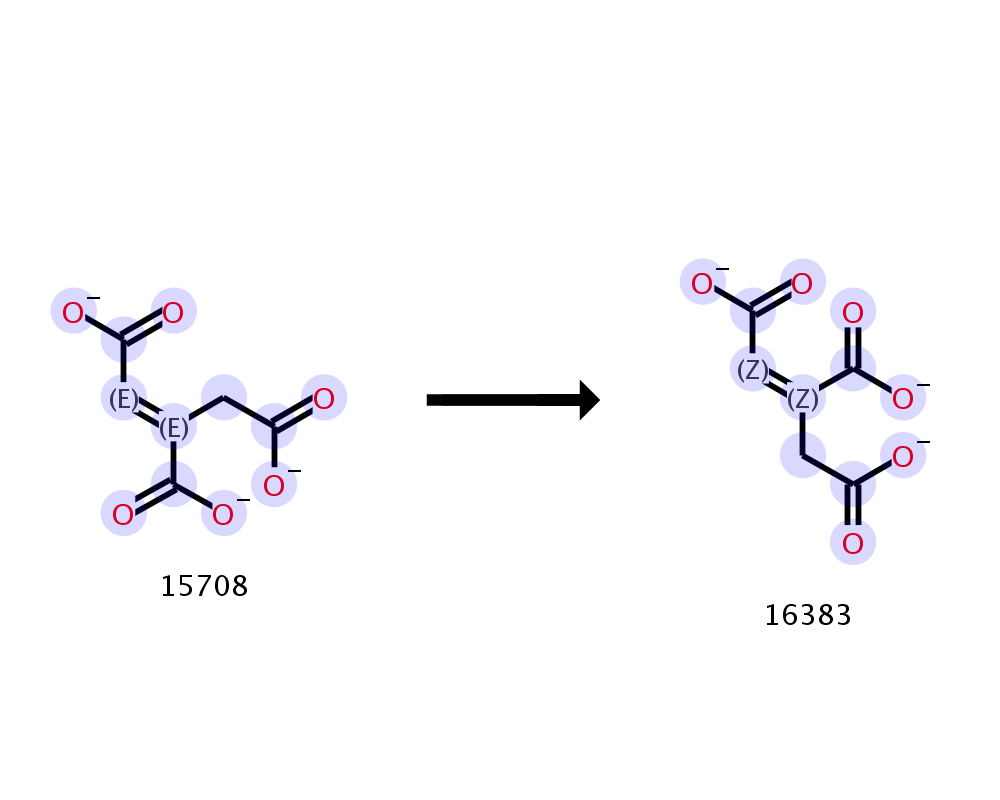 O− O O− O
O
(Z) (E) O O−
(E) (Z)
O−
O O− O−
O
15708 16383